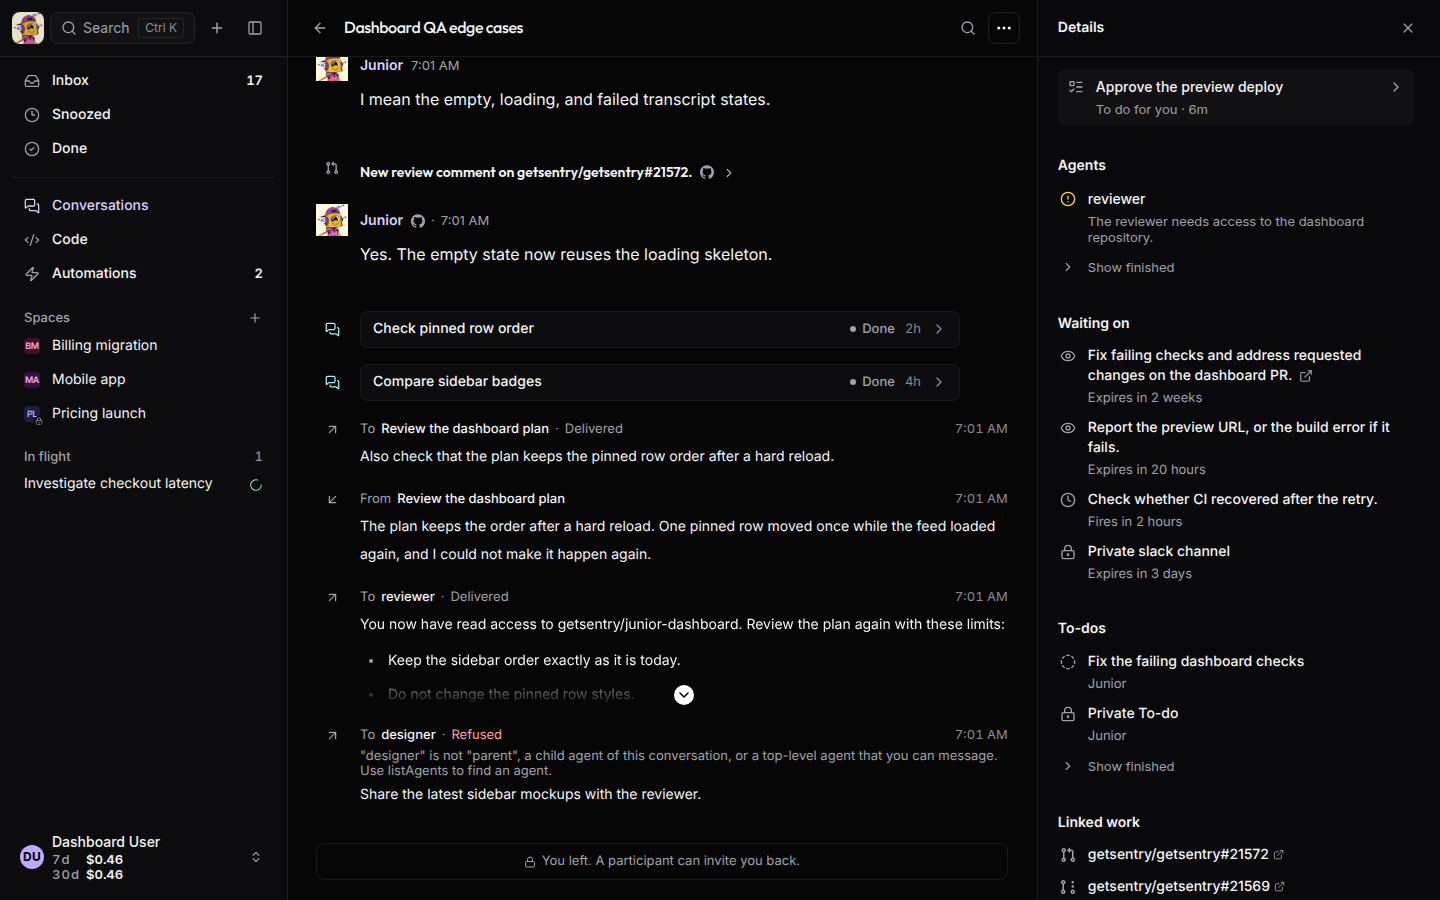 Search Ctrl K
Inbox 17
Snoozed
Done
Conversations
Code
Automations 2
Spaces
BM Billing migration
MA Mobile app
PL Pricing launch
In flight 1
Investigate checkout latency
DU Dashboard User
7d $0.46
30d $0.46
Dashboard QA edge cases
Junior 7:01 AM
I mean the empty, loading, and failed transcript states.
New review comment on getsentry/getsentry#21572.
Junior · 7:01 AM
Yes. The empty state now reuses the loading skeleton.
Check pinned row order Done 2h
Compare sidebar badges Done 4h
To Review the dashboard plan · Delivered 7:01 AM
Also check that the plan keeps the pinned row order after a hard reload.
From Review the dashboard plan 7:01 AM
The plan keeps the order after a hard reload. One pinned row moved once while the feed loaded
again, and I could not make it happen again.
To reviewer · Delivered 7:01 AM
You now have read access to getsentry/junior-dashboard. Review the plan again with these limits:
• Keep the sidebar order exactly as it is today.
• Do not change the pinned row styles.
To designer · Refused 7:01 AM
"designer" is not "parent", a child agent of this conversation, or a top-level agent that you can message.
Use listAgents to find an agent.
Share the latest sidebar mockups with the reviewer.
You left. A participant can invite you back.
Details
Approve the preview deploy
To do for you · 6m
Agents
reviewer
The reviewer needs access to the dashboard
repository.
Show finished
Waiting on
Fix failing checks and address requested
changes on the dashboard PR.
Expires in 2 weeks
Report the preview URL, or the build error if it
fails.
Expires in 20 hours
Check whether CI recovered after the retry.
Fires in 2 hours
Private slack channel
Expires in 3 days
To-dos
Fix the failing dashboard checks
Junior
Private To-do
Junior
Show finished
Linked work
getsentry/getsentry#21572
getsentry/getsentry#21569